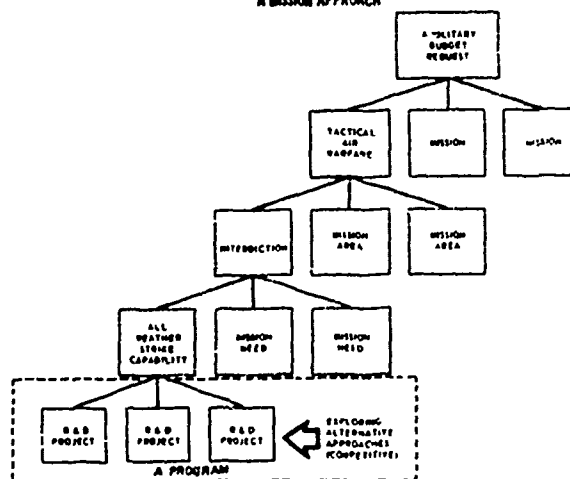 A MISSION APPROACH
A MILITARY
BUDGET
REQUEST
TACTICAL
AIR
WARFARE
MISSION
MISSION
INTERDICTION
MISSION
AREA
MISSION
AREA
ALL
WEATHER
STRIKE
CAPABILITY
MISSION
NEED
MISSION
NEED
R & D
PROJECT
R & D
PROJECT
R & D
PROJECT
EXPLORING
ALTERNATIVE
APPROACHES
(COMPETITIVE)
A PROGRAM